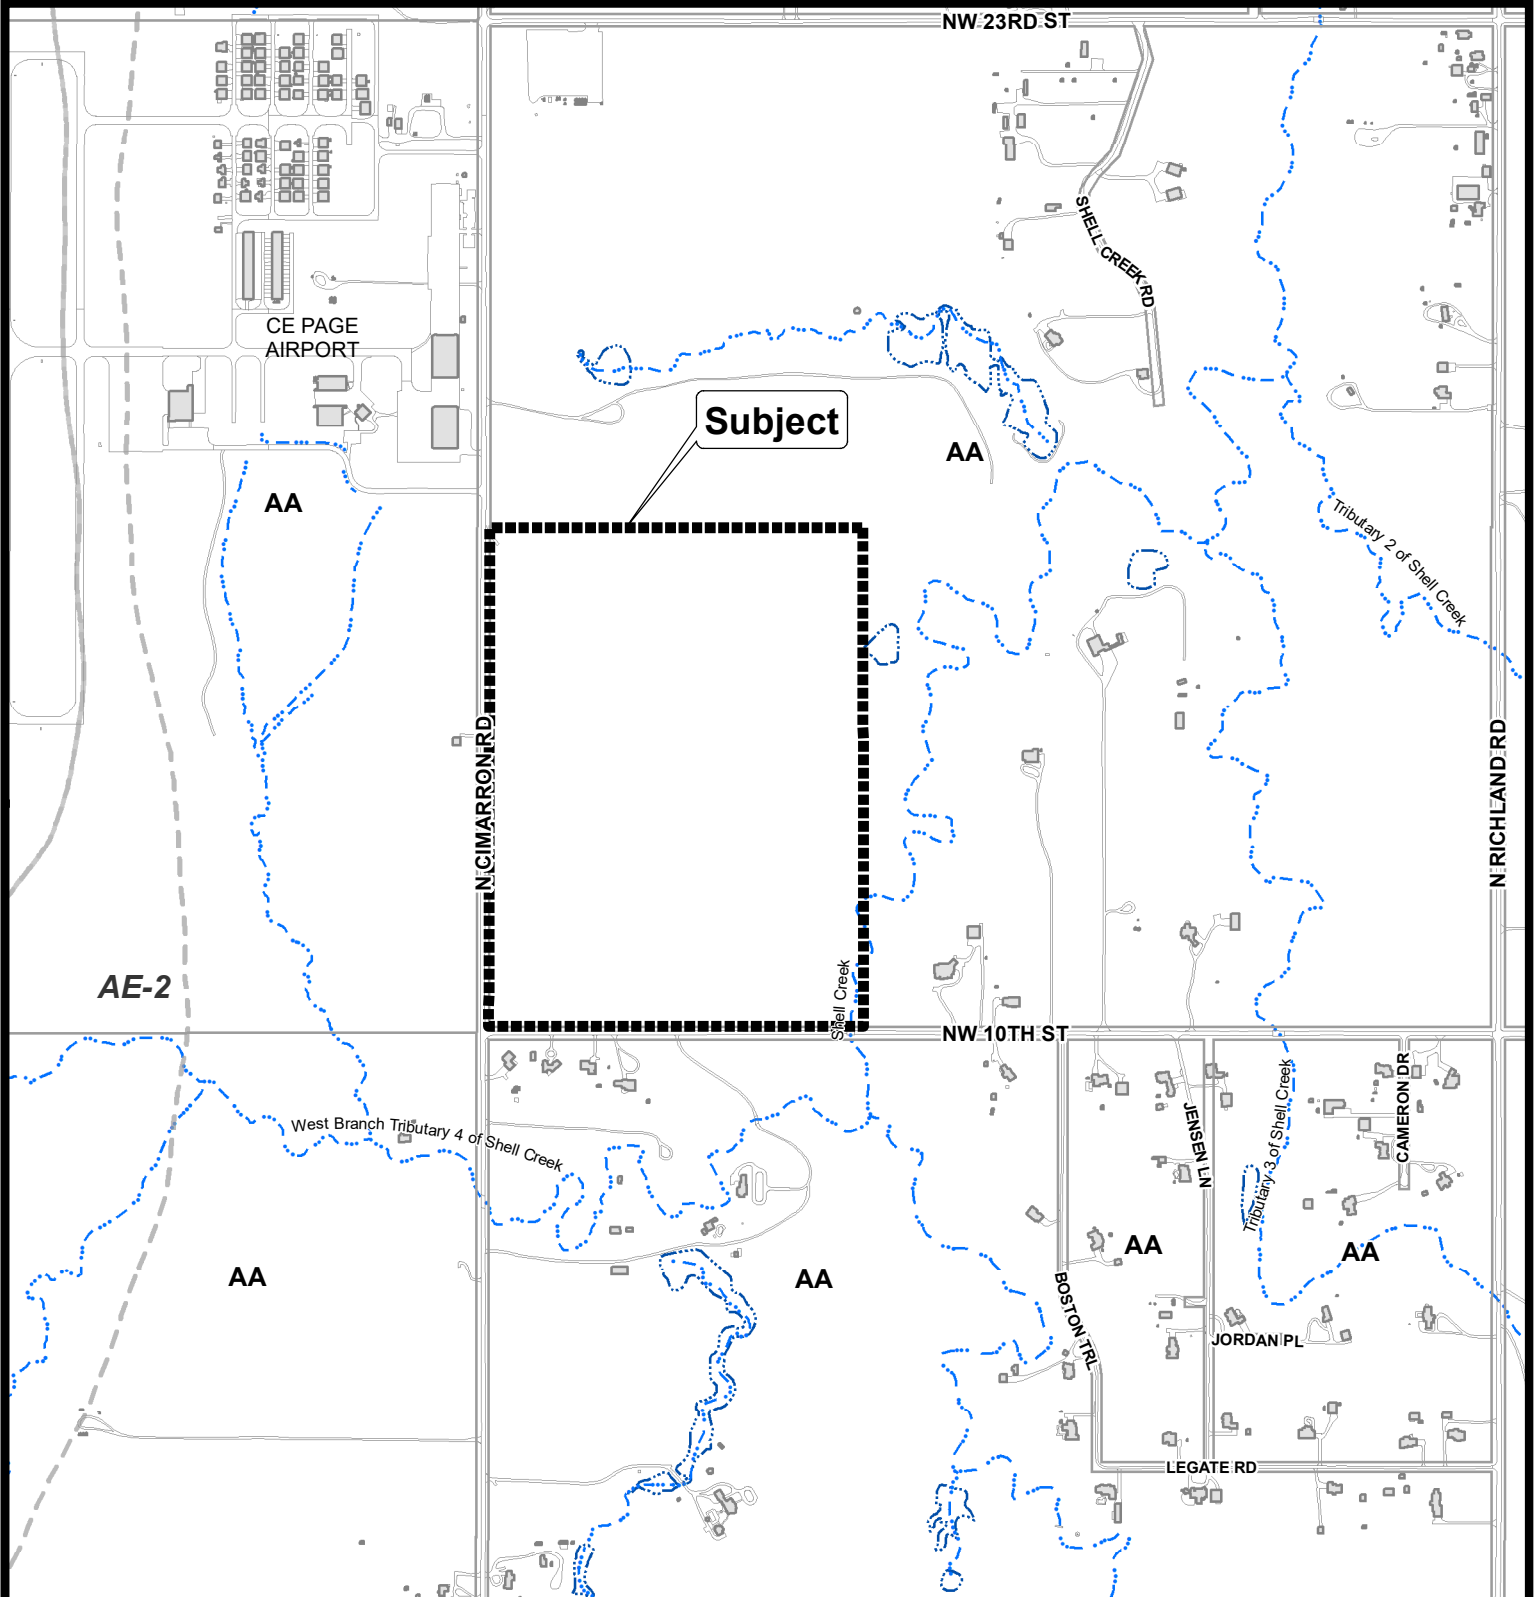 NW 23RD ST
SHELL CREEK RD
CE PAGE
AIRPORT
Subject
AA
AA
Tributary 2 of Shell Creek
N CIMARRON RD
N RICHLAND RD
AE-2
Shell Creek
NW 10TH ST
West Branch Tributary 4 of Shell Creek
JENSEN LN
Tributary 3 of Shell Creek
CAMERON DR
AA
AA
AA
AA
BOSTON TRL
JORDAN PL
LEGATE RD